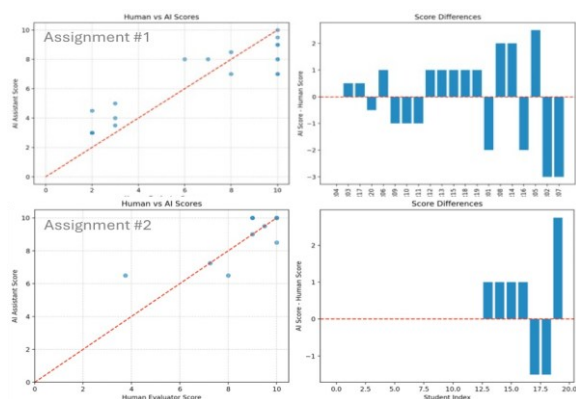 Human vs AI Scores
Assignment #1
AI Assistant Score
10
8
6
4
2
0
0 2 4 6 8 10
Score Differences
AI Score - Human Score
2
1
0
−1
−2
−3
:04
:03
:17
:20
:06
:09
:10
:11
:12
:13
:15
:18
:19
:01
:08
:14
:16
:05
:02
:07
Human vs AI Scores
Assignment #2
AI Assistant Score
10
8
6
4
2
0
0 2 4 6 8 10
Human Evaluator Score
Score Differences
AI Score - Human Score
2
1
0
−1
0.0 2.5 5.0 7.5 10.0 12.5 15.0 17.5 20.0
Student Index